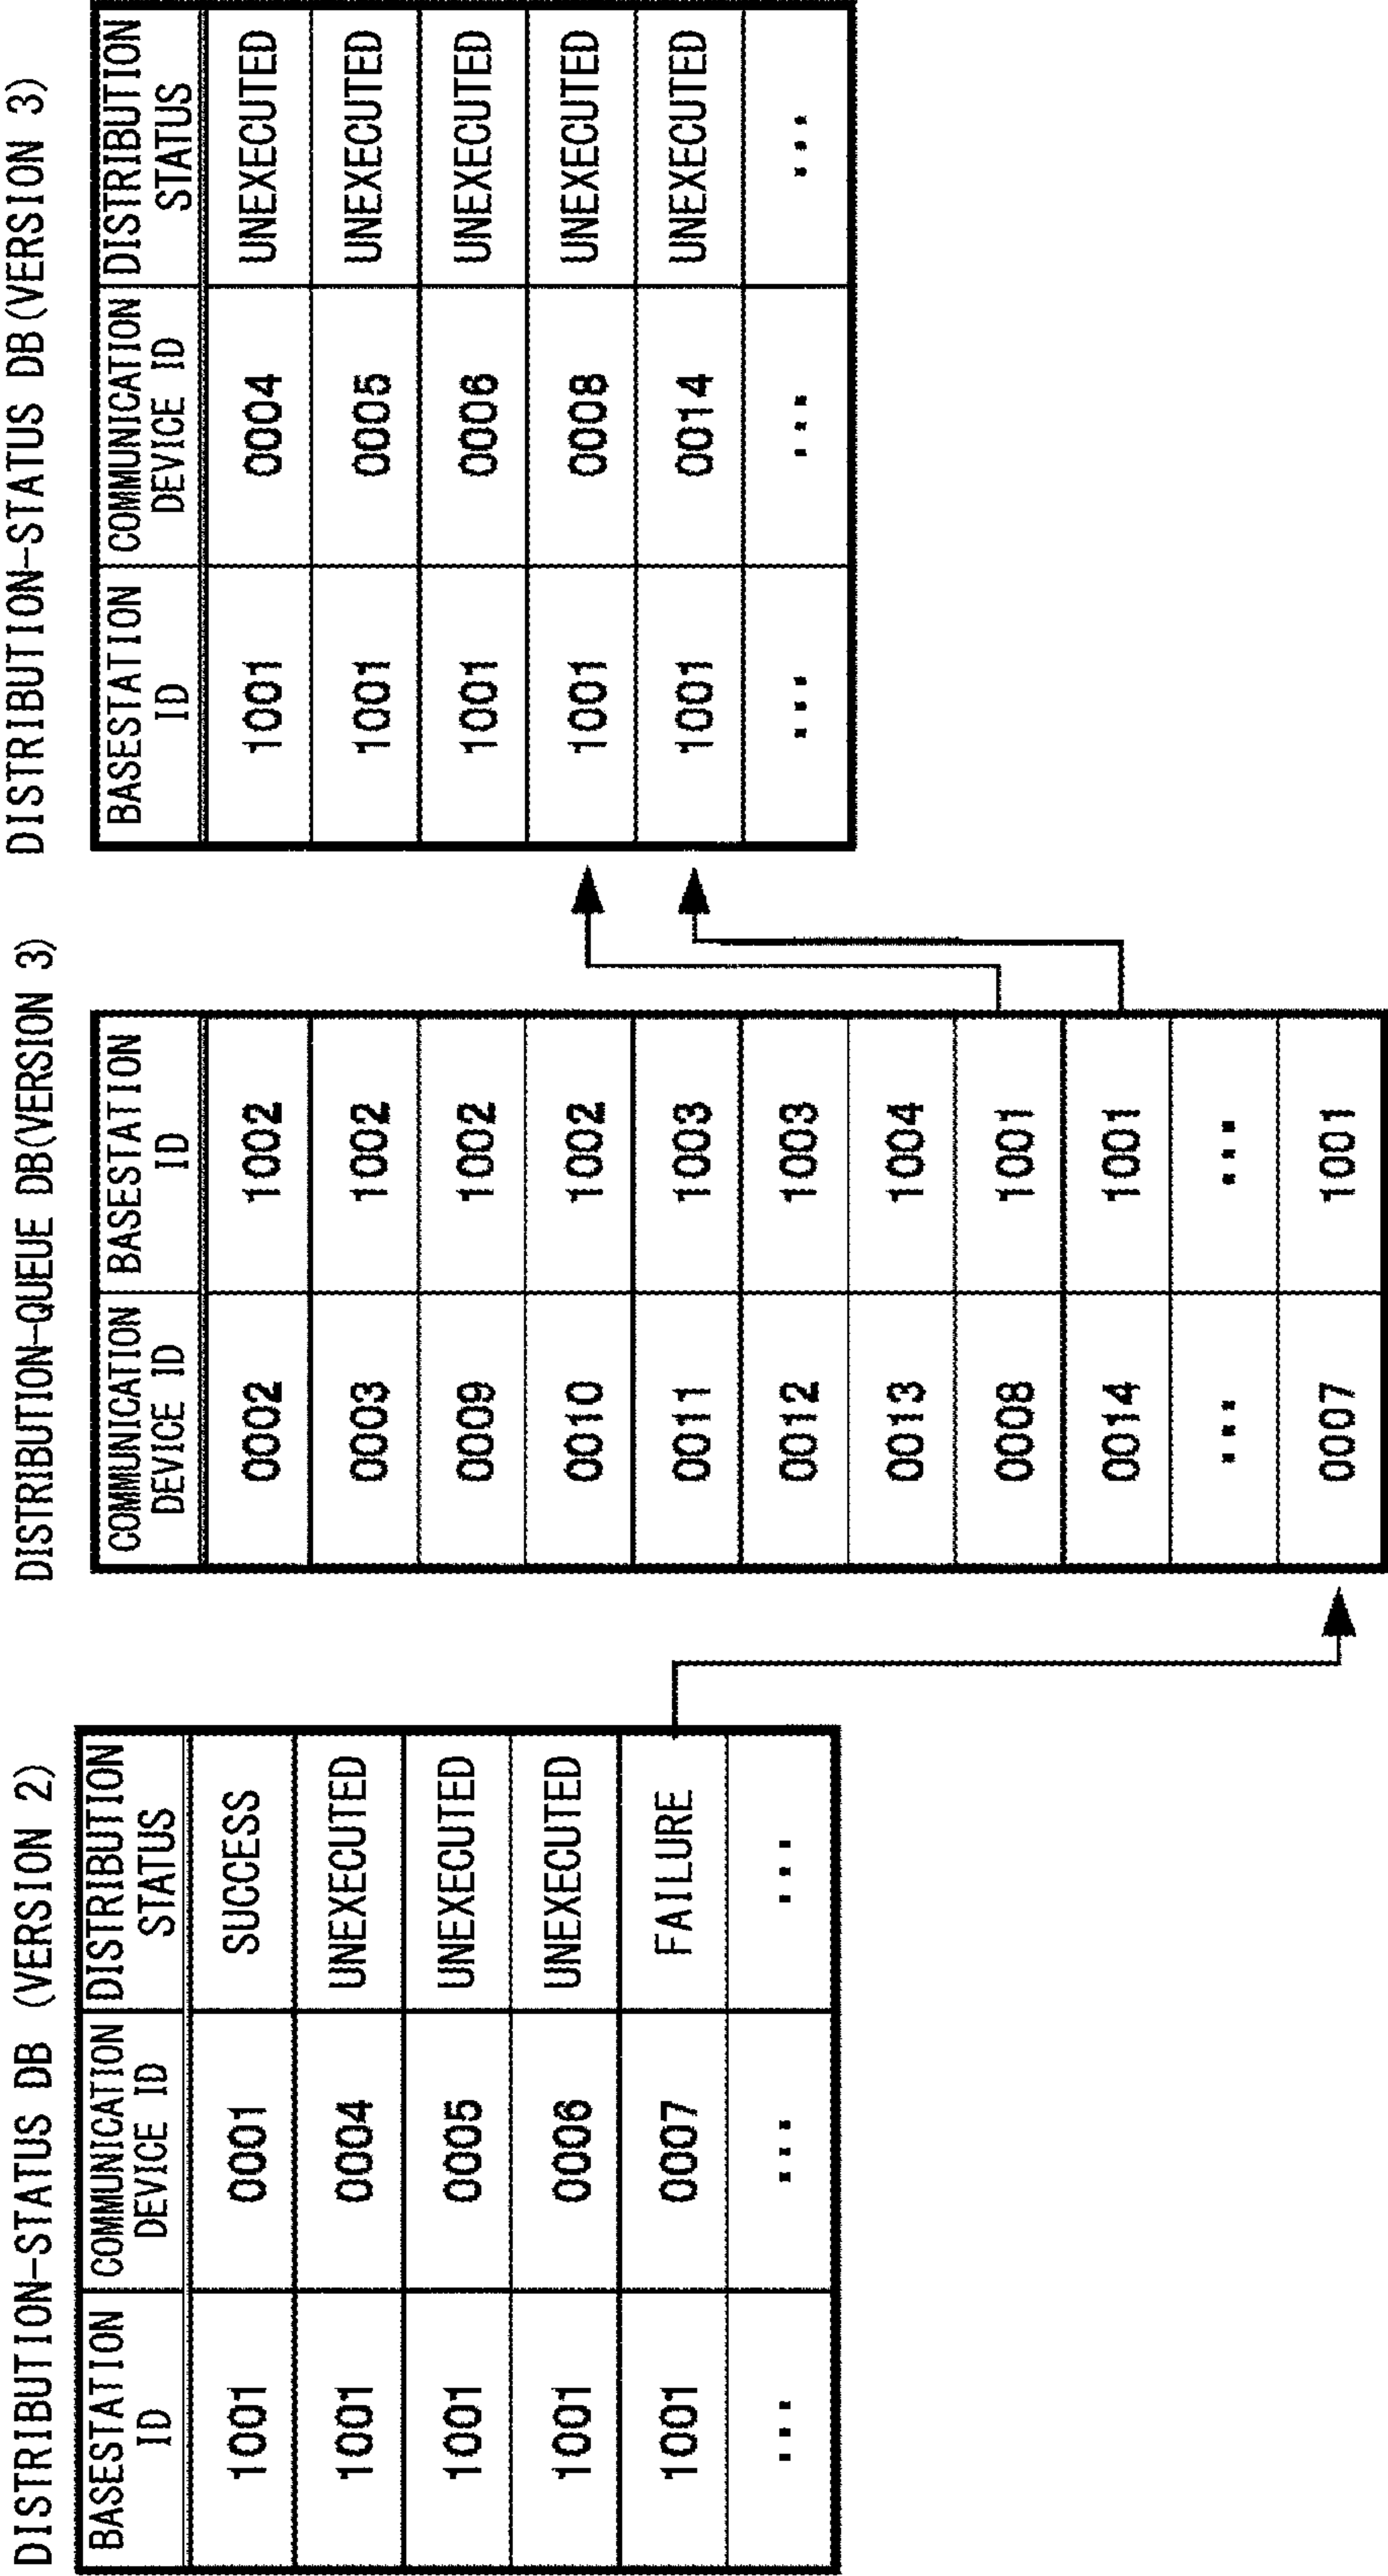 DISTRIBUTION-STATUS DB (VERSION 2)
BASESTATION ID COMMUNICATION DEVICE ID DISTRIBUTION STATUS
1001 0001 SUCCESS
1001 0004 UNEXECUTED
1001 0005 UNEXECUTED
1001 0006 UNEXECUTED
1001 0007 FAILURE
... ... ...
DISTRIBUTION-QUEUE DB(VERSION 3)
COMMUNICATION DEVICE ID BASESTATION ID
0002 1002
0003 1002
0009 1002
0010 1002
0011 1003
0012 1003
0013 1004
0008 1001
0014 1001
... ...
0007 1001
DISTRIBUTION-STATUS DB(VERSION 3)
BASESTATION ID COMMUNICATION DEVICE ID DISTRIBUTION STATUS
1001 0004 UNEXECUTED
1001 0005 UNEXECUTED
1001 0006 UNEXECUTED
1001 0008 UNEXECUTED
1001 0014 UNEXECUTED
... ... ...